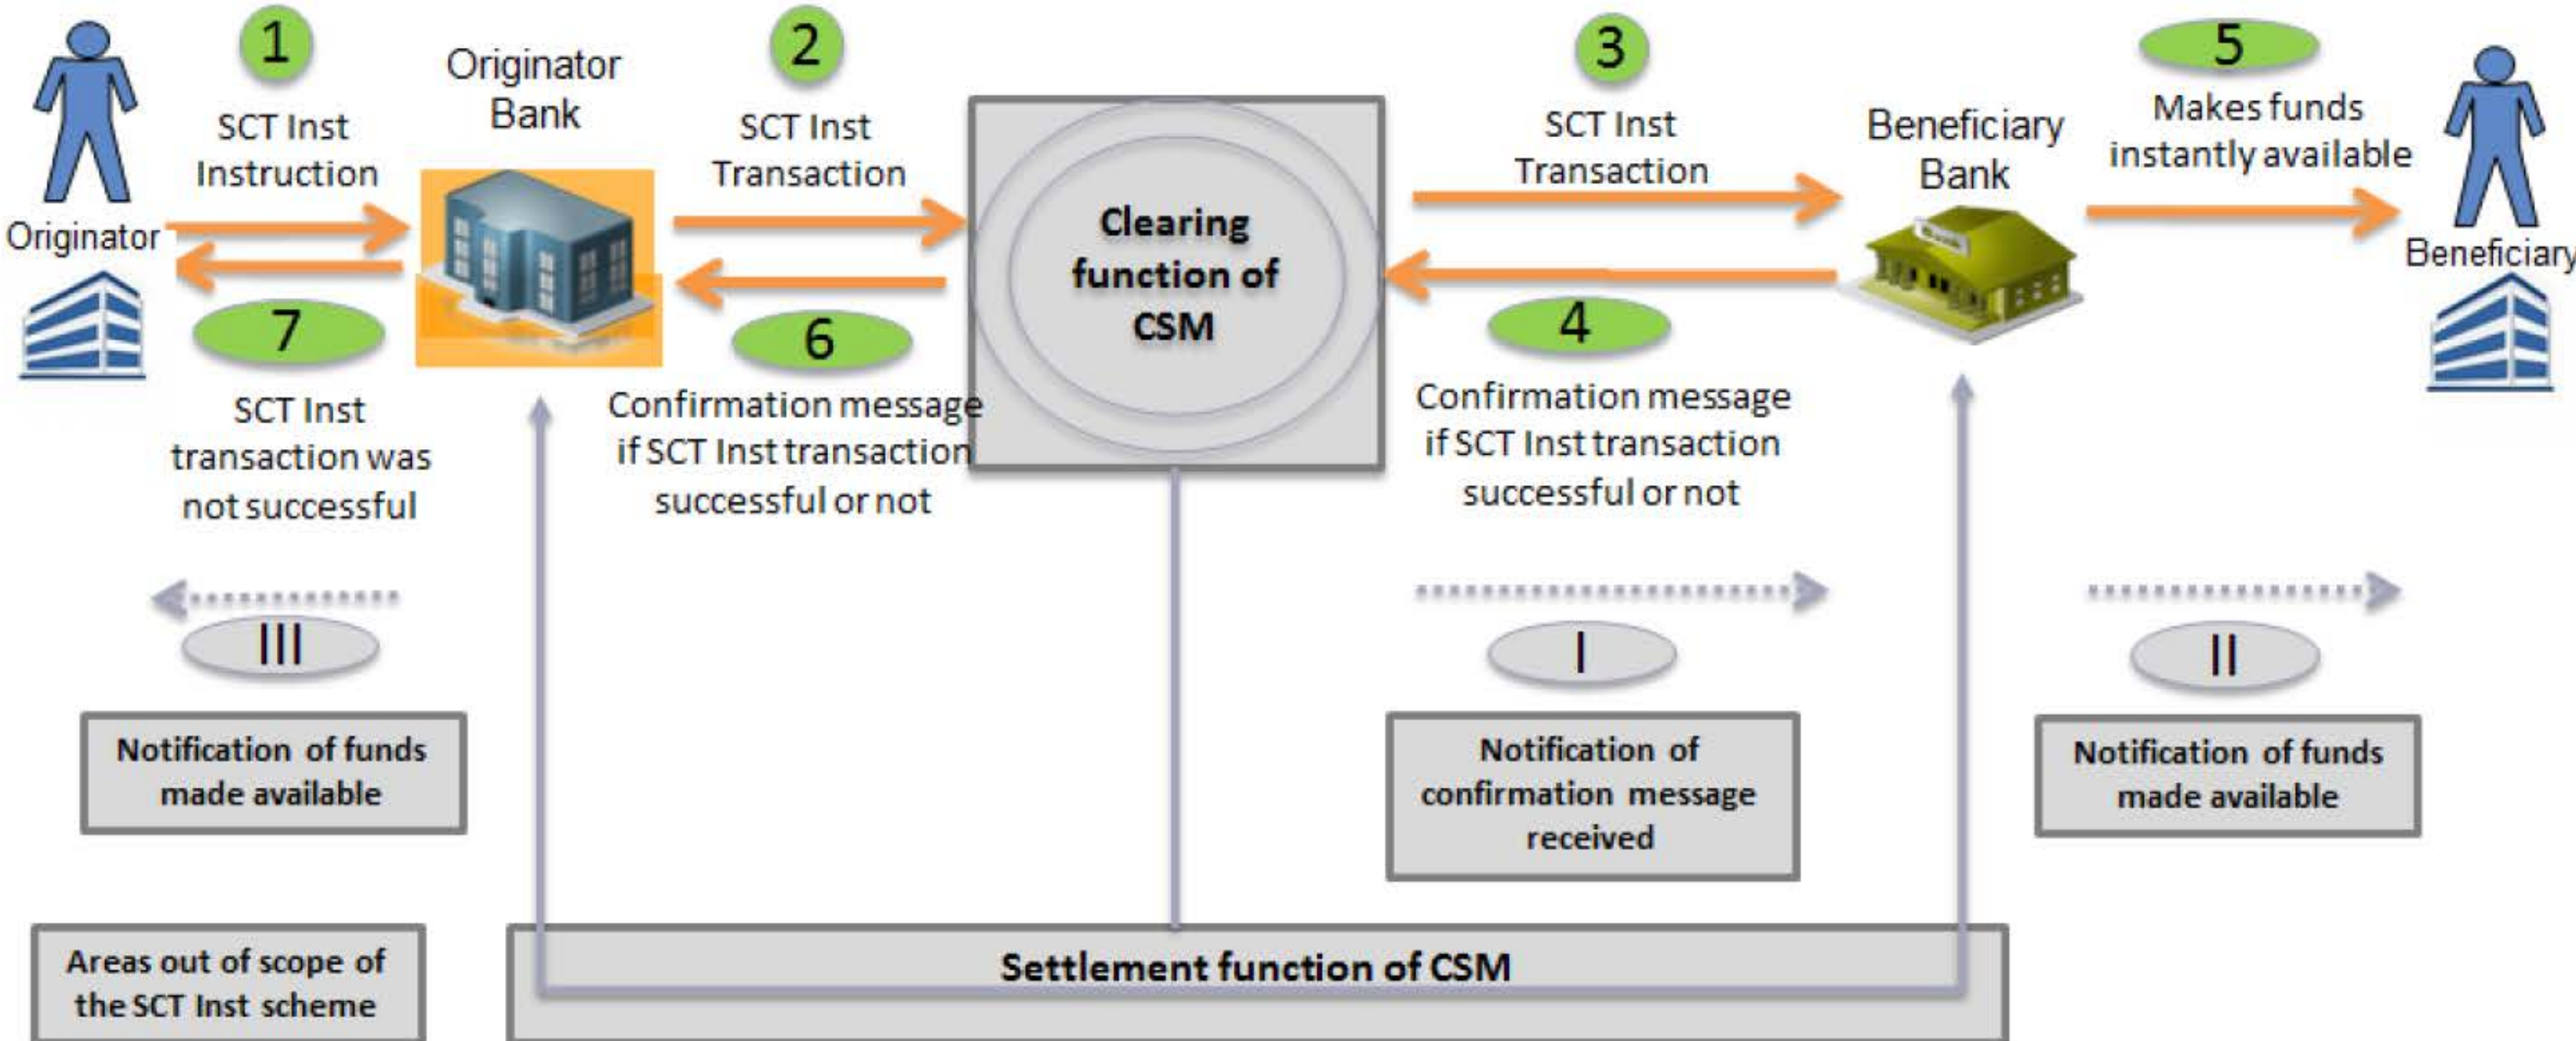 1
SCT Inst
Instruction
Originator
Bank
2
SCT Inst
Transaction
3
SCT Inst
Transaction
Beneficiary
Bank
5
Makes funds
instantly available
Originator
Clearing
function of
CSM
Beneficiary
7
SCT Inst
transaction was
not successful
6
Confirmation message
if SCT Inst transaction
successful or not
4
Confirmation message
if SCT Inst transaction
successful or not
III
Notification of funds
made available
I
Notification of
confirmation message
received
II
Notification of funds
made available
Areas out of scope of
the SCT Inst scheme
Settlement function of CSM